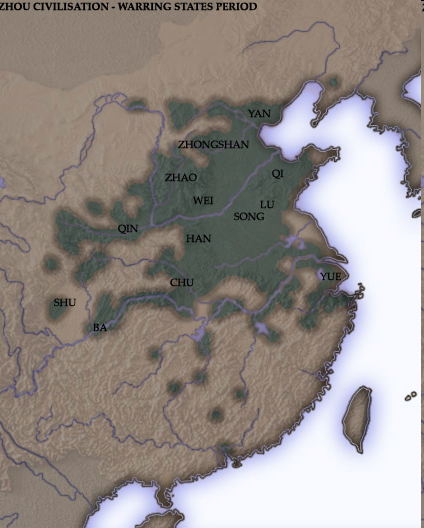 ZHOU CIVILISATION - WARRING STATES PERIOD
YAN
ZHONGSHAN
ZHAO
QI
WEI
LU
SONG
QIN
HAN
YUE
CHU
SHU
BA